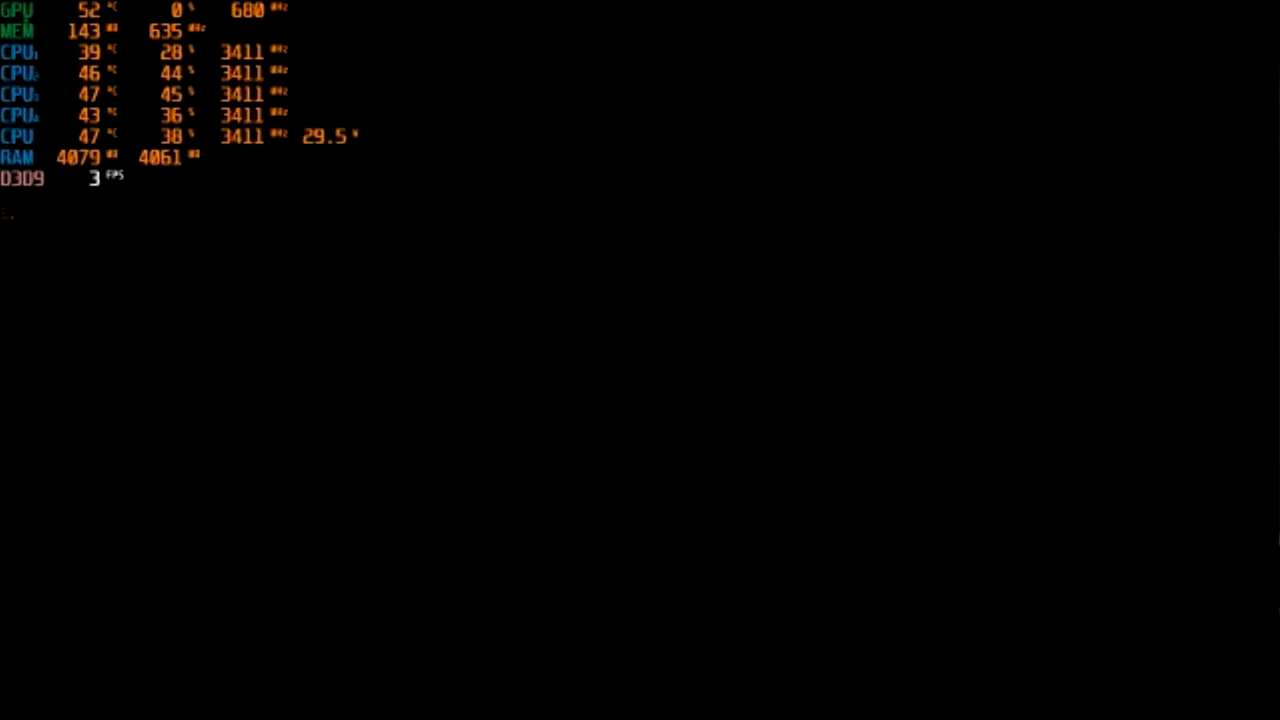 GPU 52 °C 0 % 680 MHz
MEM 143 MB 635 MHz
CPU1 39 °C 28 % 3411 MHz
CPU2 46 °C 44 % 3411 MHz
CPU3 47 °C 45 % 3411 MHz
CPU4 43 °C 36 % 3411 MHz
CPU 47 °C 38 % 3411 MHz 29.5 W
RAM 4079 MB 4061 MB
D3D9 3 FPS